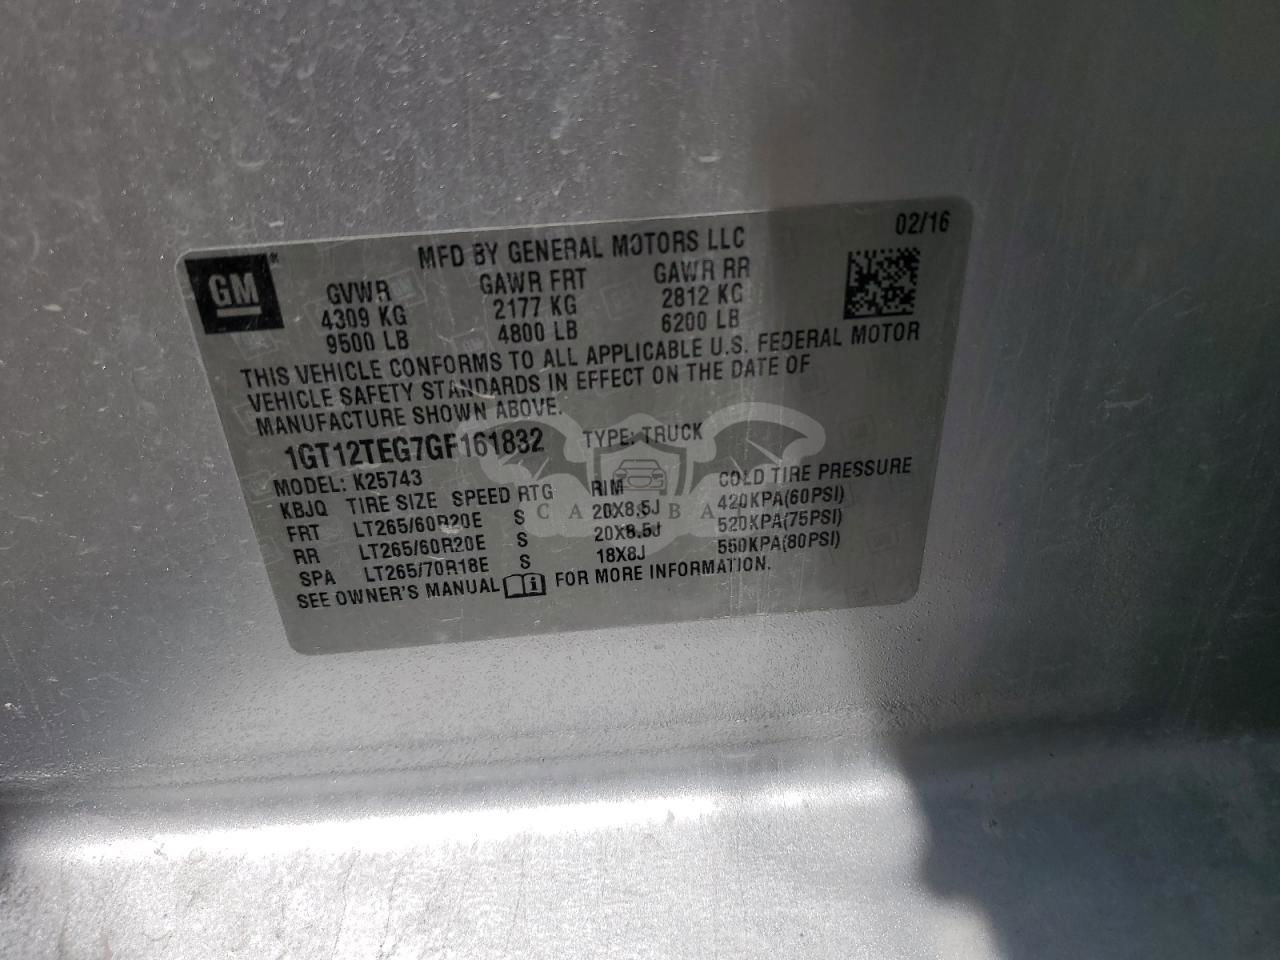 02/16
GM
MFD BY GENERAL MOTORS LLC
GVWR GAWR FRT GAWR RR
4309 KG 2177 KG 2812 KG
9500 LB 4800 LB 6200 LB
THIS VEHICLE CONFORMS TO ALL APPLICABLE U.S. FEDERAL MOTOR
VEHICLE SAFETY STANDARDS IN EFFECT ON THE DATE OF
MANUFACTURE SHOWN ABOVE.
1GT12TEG7GF161832 TYPE: TRUCK
MODEL: K25743
KBJQ TIRE SIZE SPEED RTG RIM COLD TIRE PRESSURE
FRT LT265/60R20E S 20X8.5J 420KPA(60PSI)
RR LT265/60R20E S 20X8.5J 520KPA(75PSI)
SPA LT265/70R18E S 18X8J 550KPA(80PSI)
SEE OWNER'S MANUAL FOR MORE INFORMATION.